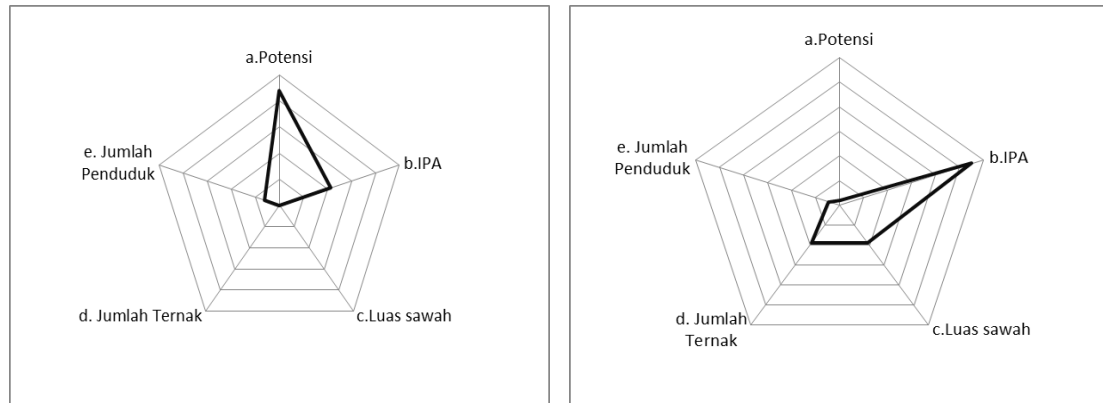 a.Potensi
b.IPA
c.Luas sawah
d. Jumlah Ternak
e. Jumlah
Penduduk
a.Potensi
b.IPA
c.Luas sawah
d. Jumlah
Ternak
e. Jumlah
Penduduk